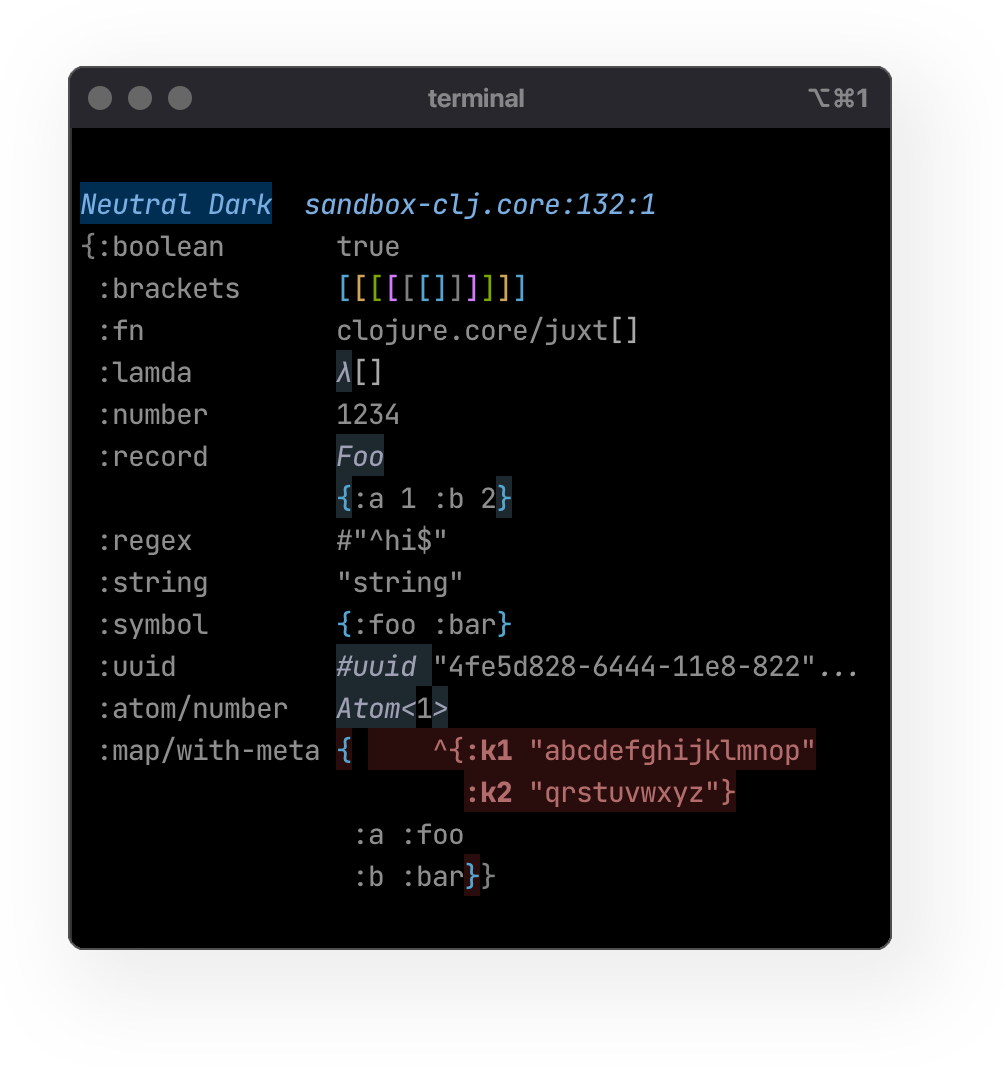 terminal ⌥⌘1
Neutral Dark  sandbox-clj.core:132:1
{:boolean       true
 :brackets      [[[[[[]]]]]]
 :fn            clojure.core/juxt[]
 :lamda         λ[]
 :number        1234
 :record        Foo
                {:a 1 :b 2}
 :regex         #"^hi$"
 :string        "string"
 :symbol        {:foo :bar}
 :uuid          #uuid "4fe5d828-6444-11e8-822"...
 :atom/number   Atom<1>
 :map/with-meta {     ^{:k1 "abcdefghijklmnop"
                        :k2 "qrstuvwxyz"}
                 :a :foo
                 :b :bar}}